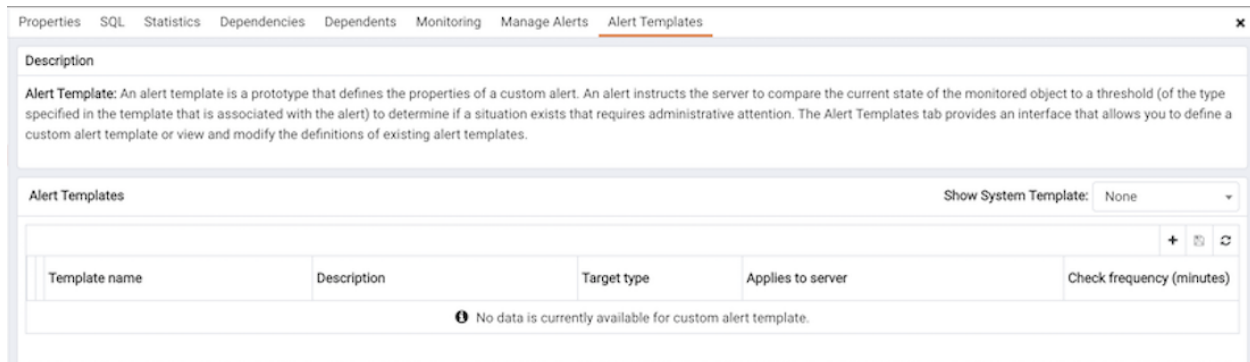 Properties SQL Statistics Dependencies Dependents Monitoring Manage Alerts Alert Templates
Description
Alert Template: An alert template is a prototype that defines the properties of a custom alert. An alert instructs the server to compare the current state of the monitored object to a threshold (of the type
specified in the template that is associated with the alert) to determine if a situation exists that requires administrative attention. The Alert Templates tab provides an interface that allows you to define a
custom alert template or view and modify the definitions of existing alert templates.
Alert Templates Show System Template: None
Template name Description Target type Applies to server Check frequency (minutes)
No data is currently available for custom alert template.